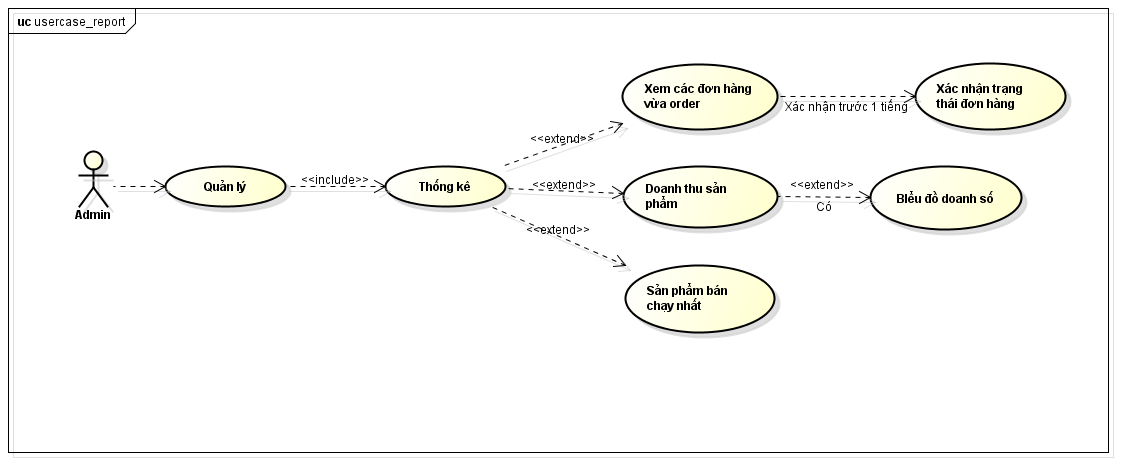 uc usercase_report
Xem các đơn hàng
vừa order
Xác nhận trước 1 tiếng
Xác nhận trạng
thái đơn hàng
<<extend>>
Admin
Quản lý
<<include>>
Thống kê
<<extend>>
Doanh thu sản
phẩm
<<extend>>
Có
Biểu đồ doanh số
<<extend>>
Sản phẩm bán
chạy nhất